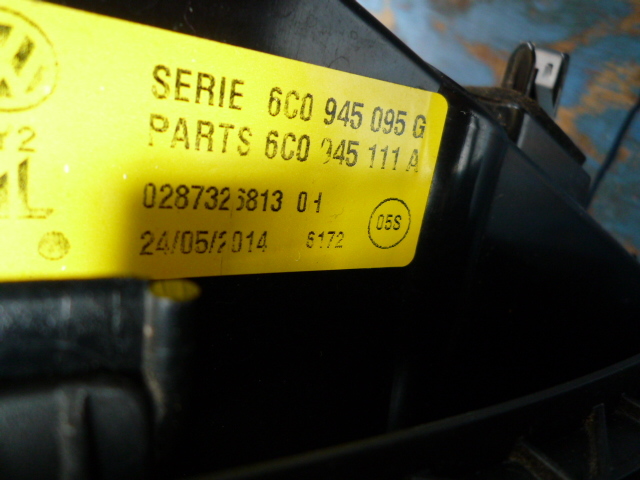 SERIE 6C0 945 095 G
PARTS 6C0 945 111 A
0287326813 01
05S
24/05/2014 6172